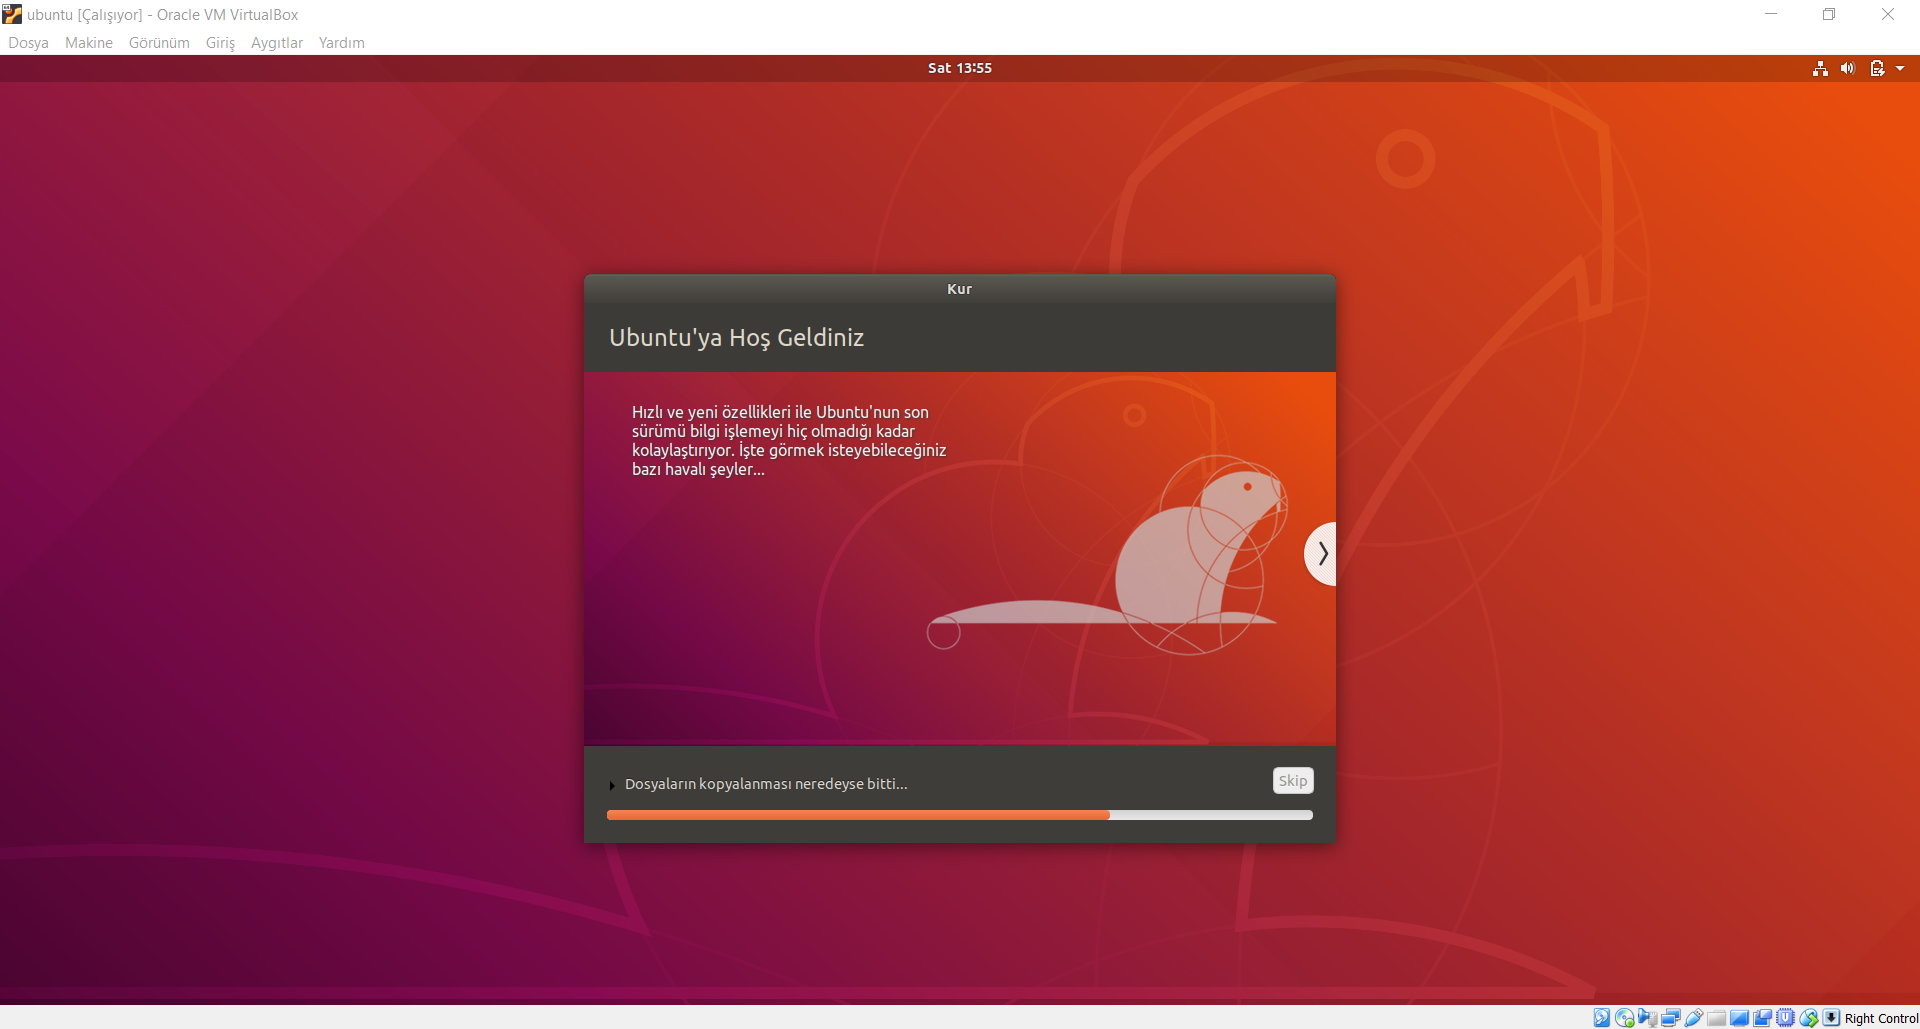 ubuntu [Çalışıyor] - Oracle VM VirtualBox
Dosya Makine Görünüm Giriş Aygıtlar Yardım
Sat 13:55
Kur
Ubuntu'ya Hoş Geldiniz
Hızlı ve yeni özellikleri ile Ubuntu'nun son
sürümü bilgi işlemeyi hiç olmadığı kadar
kolaylaştırıyor. İşte görmek isteyebileceğiniz
bazı havalı şeyler...
Dosyaların kopyalanması neredeyse bitti...
Skip
Right Control